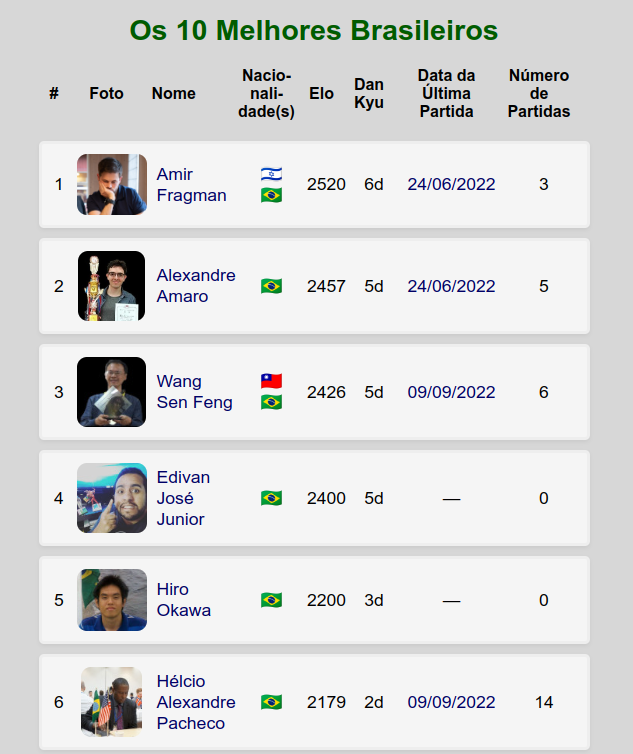 Os 10 Melhores Brasileiros
# Foto Nome Nacio-nali-dade(s) Elo Dan Kyu Data da Última Partida Número de Partidas
1 Amir Fragman 2520 6d 24/06/2022 3
2 Alexandre Amaro 2457 5d 24/06/2022 5
3 Wang Sen Feng 2426 5d 09/09/2022 6
4 Edivan José Junior 2400 5d — 0
5 Hiro Okawa 2200 3d — 0
6 Hélcio Alexandre Pacheco 2179 2d 09/09/2022 14